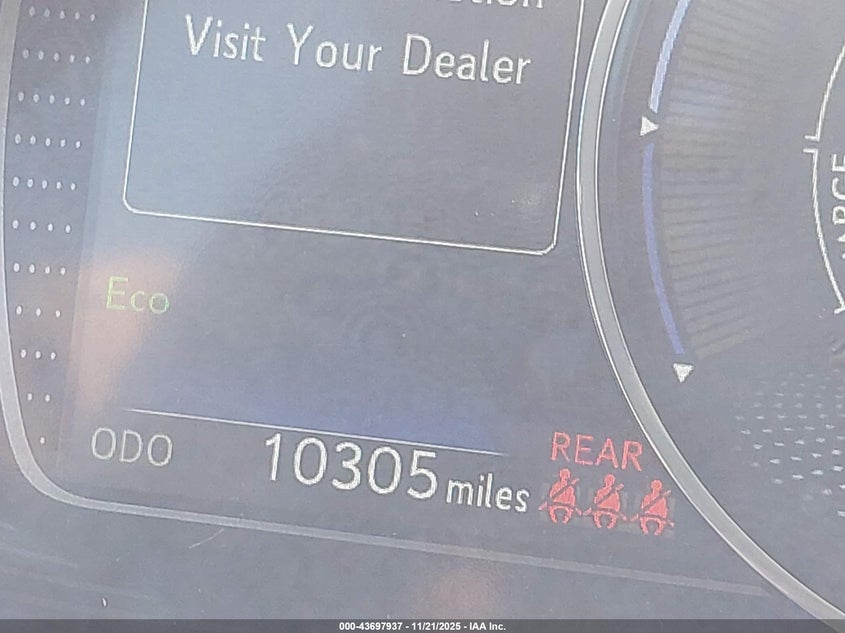 Visit Your Dealer
Eco
ODO 10305 miles
REAR
000-43697937 - 11/21/2025 - IAA Inc.